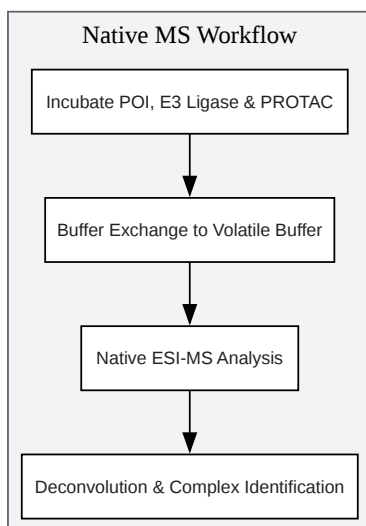 Native MS Workflow
Incubate POI, E3 Ligase & PROTAC
Buffer Exchange to Volatile Buffer
Native ESI-MS Analysis
Deconvolution & Complex Identification